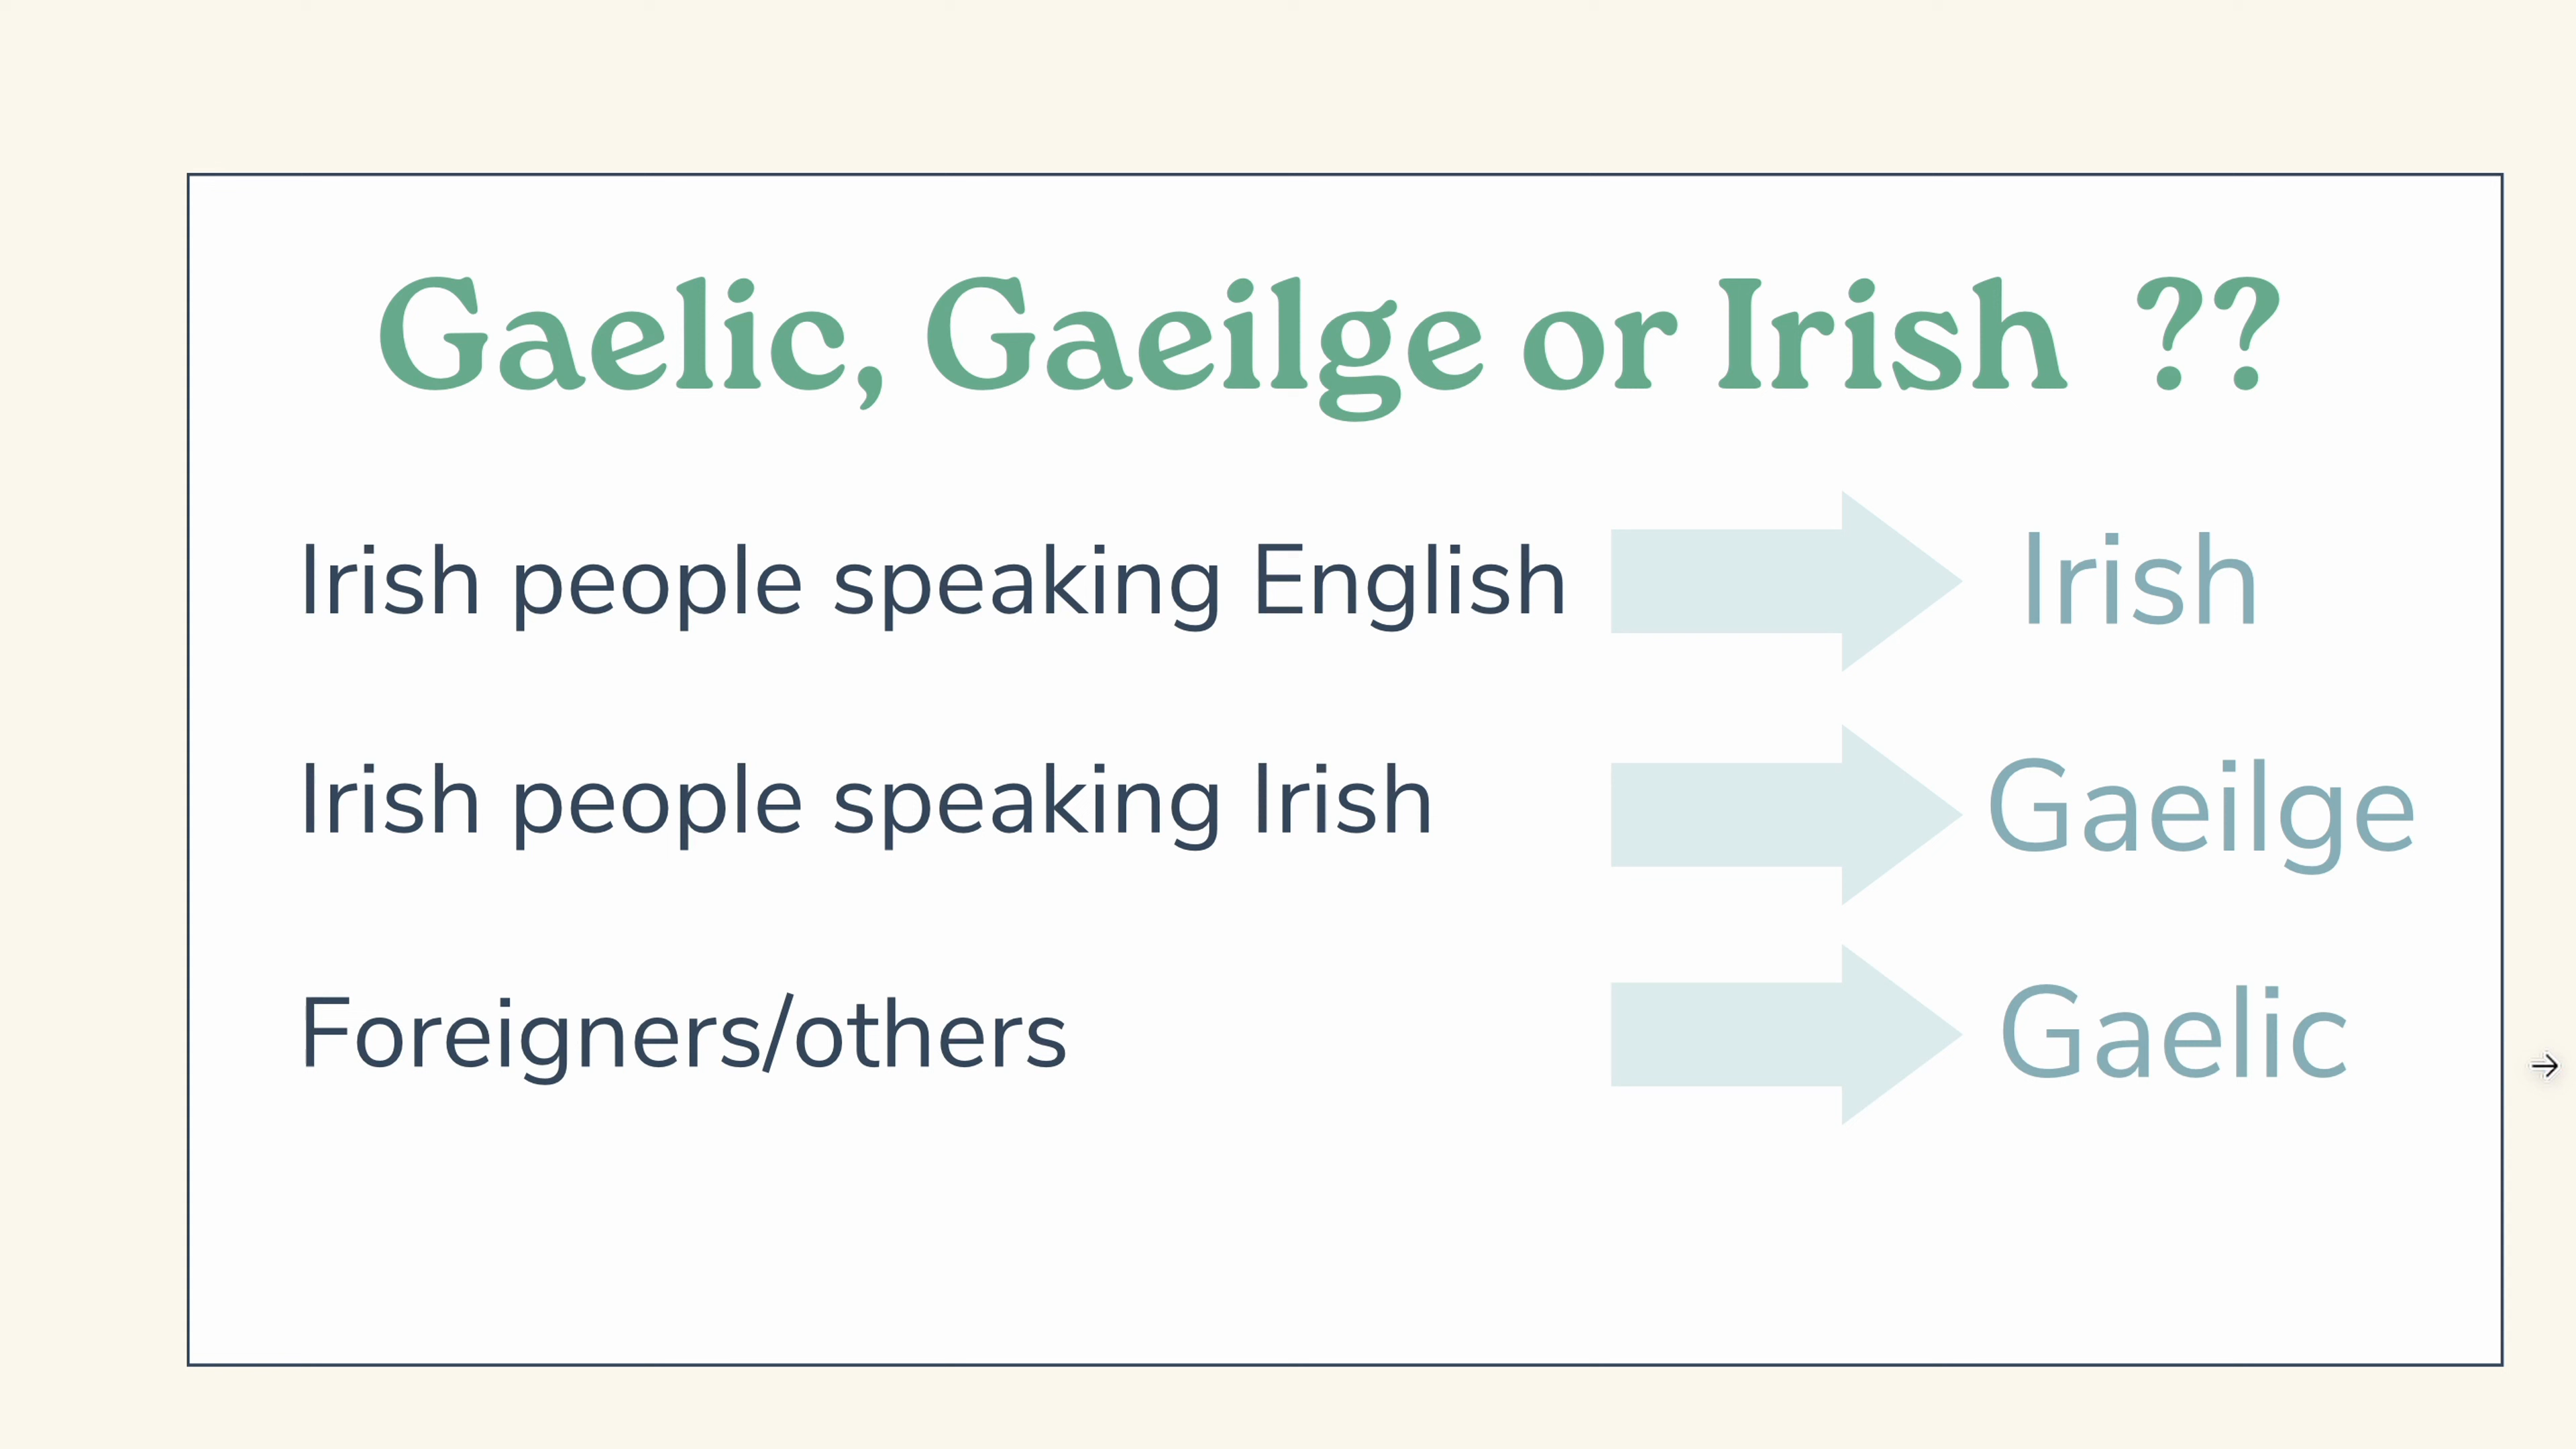 Gaelic, Gaeilge or Irish ??
Irish people speaking English Irish
Irish people speaking Irish Gaeilge
Foreigners/others Gaelic